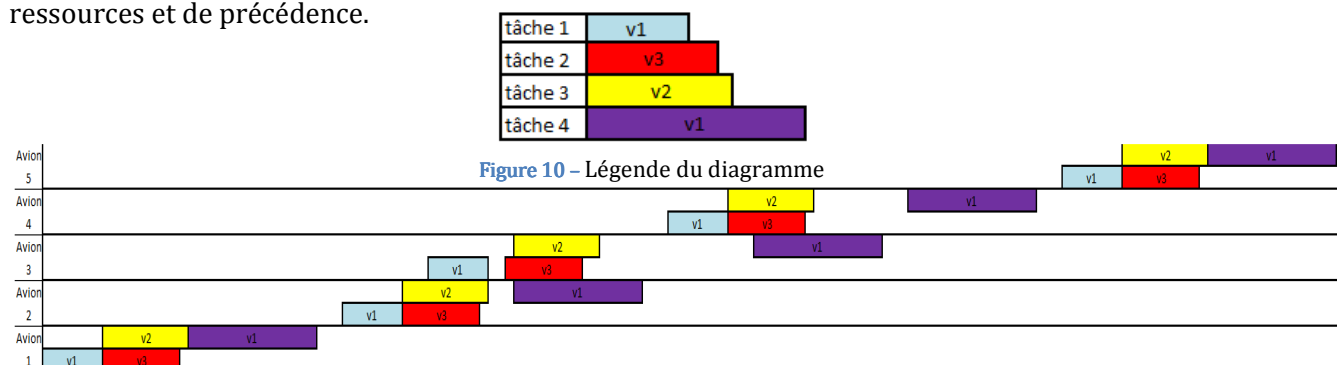 ressources et de précédence.
tâche 1 v1
tâche 2 v3
tâche 3 v2
tâche 4 v1
Figure 10 – Légende du diagramme
Avion v2 v1
5 v1 v3
Avion v2 v1
4 v1 v3
Avion v2 v1
3 v1 v3
Avion v2 v1
2 v1 v3
Avion v2 v1
1 v1 v3